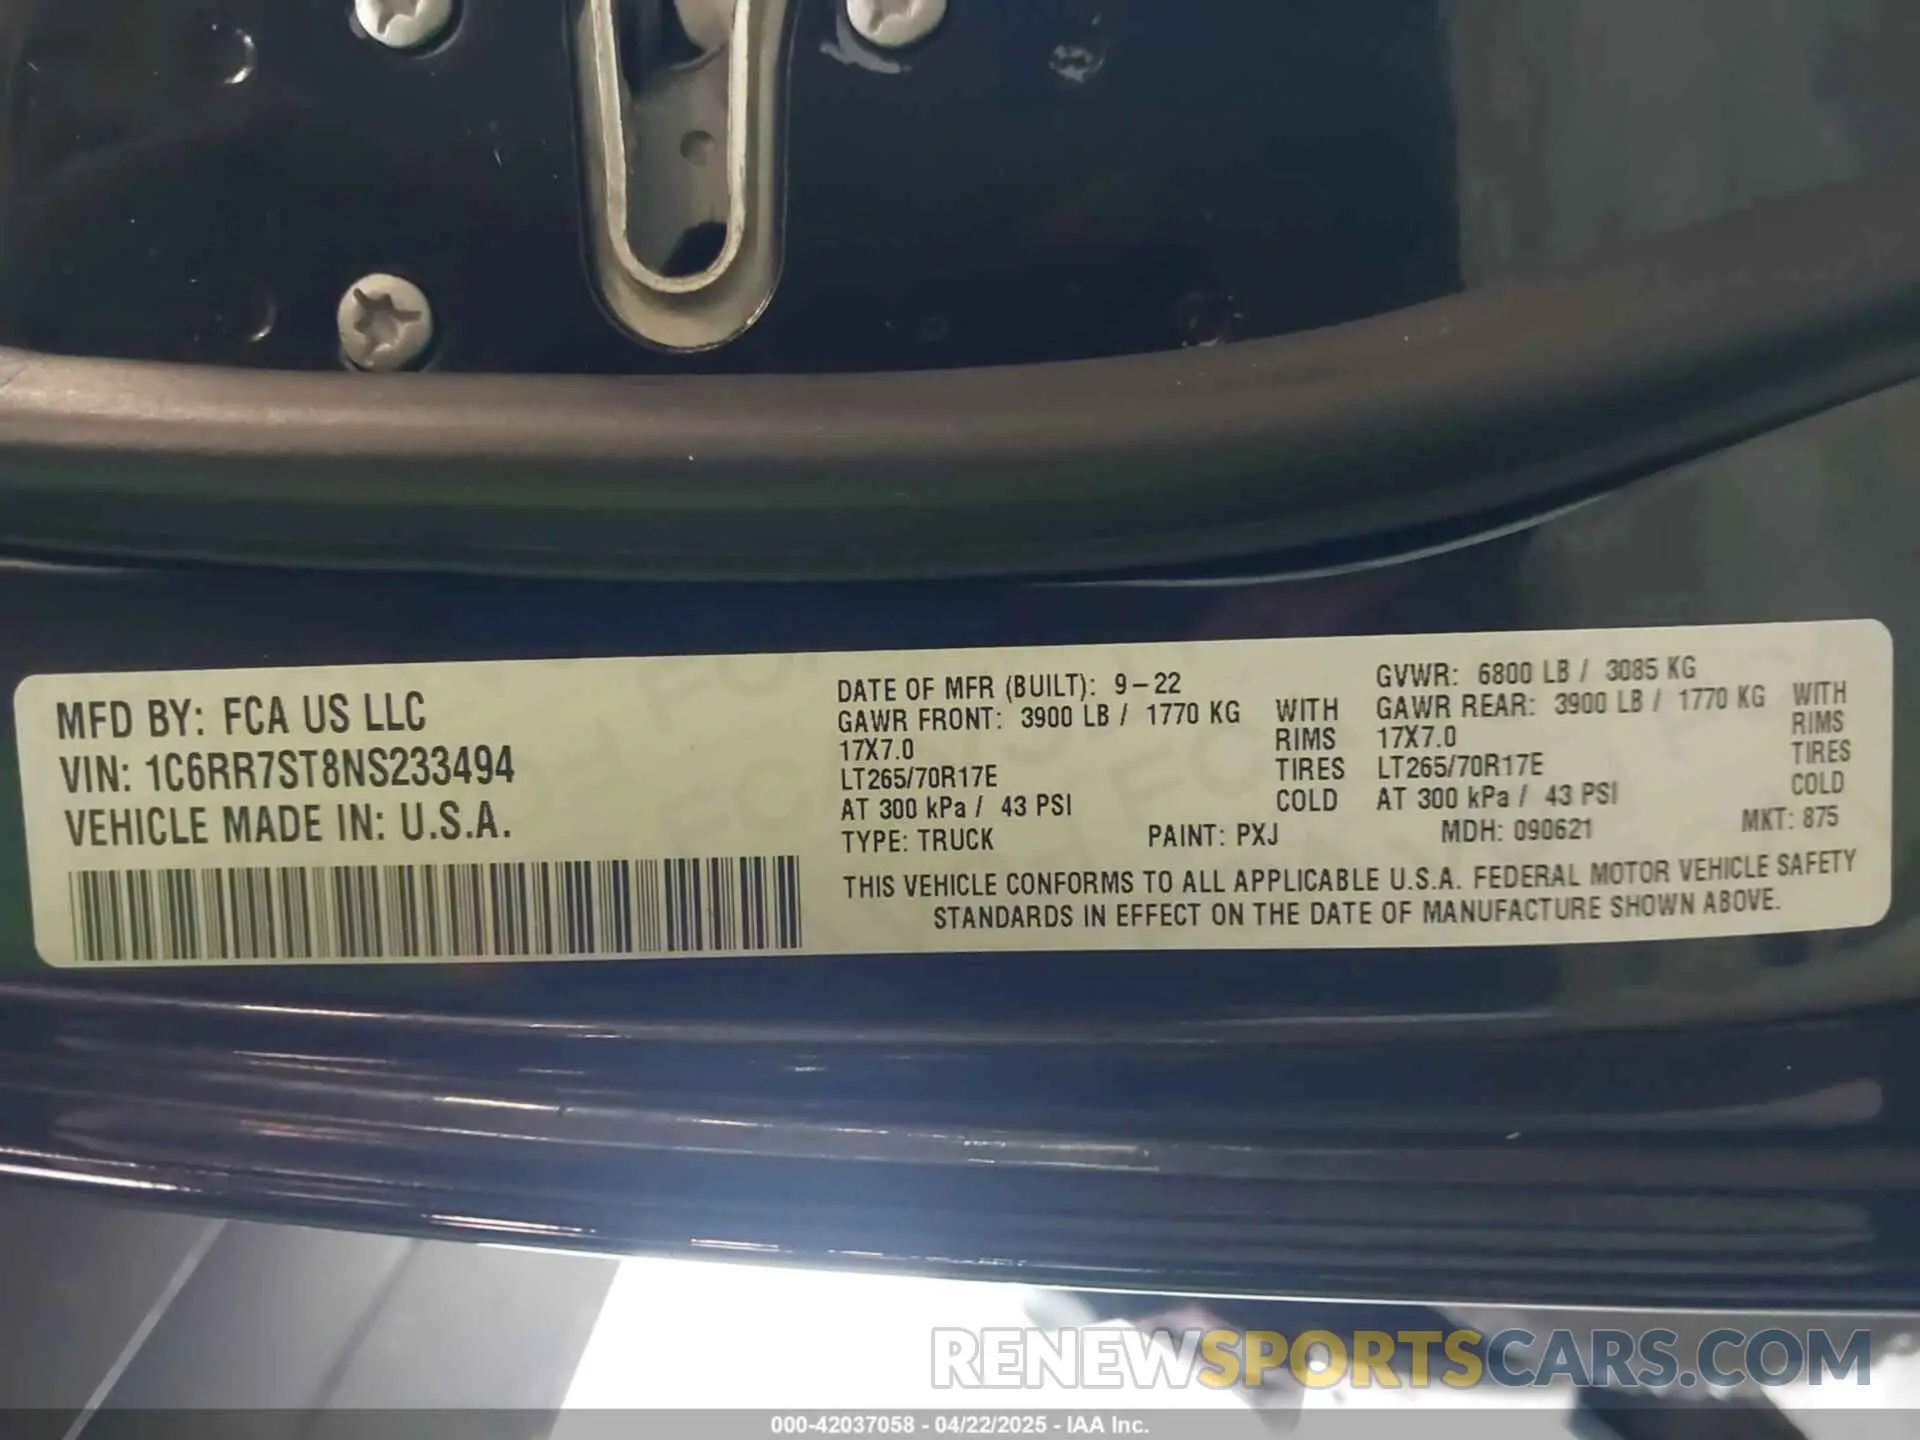 MFD BY: FCA US LLC
VIN: 1C6RR7ST8NS233494
VEHICLE MADE IN: U.S.A.
DATE OF MFR (BUILT): 9-22
GAWR FRONT: 3900 LB / 1770 KG WITH
17X7.0 RIMS
LT265/70R17E TIRES
AT 300 kPa / 43 PSI COLD
GVWR: 6800 LB / 3085 KG
GAWR REAR: 3900 LB / 1770 KG WITH
17X7.0 RIMS
LT265/70R17E TIRES
AT 300 kPa / 43 PSI COLD
TYPE: TRUCK PAINT: PXJ MDH: 090621 MKT: 875
THIS VEHICLE CONFORMS TO ALL APPLICABLE U.S.A. FEDERAL MOTOR VEHICLE SAFETY
STANDARDS IN EFFECT ON THE DATE OF MANUFACTURE SHOWN ABOVE.
RENEWSPORTSCARS.COM
000-42037058 - 04/22/2025 - IAA Inc.